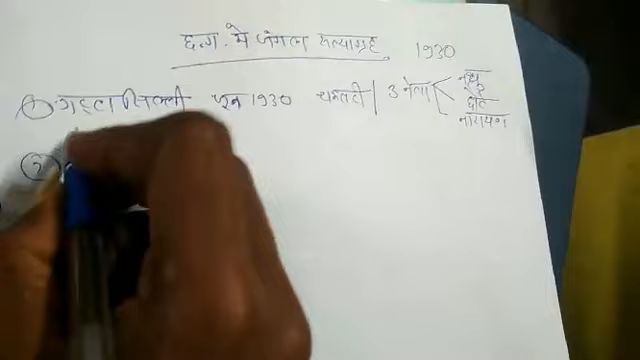 छ.ग. मे जंगल सत्याग्रह 1930
① गट्टा सिल्ली जून 1930 धमतरी | 3 नेता नारायण
②